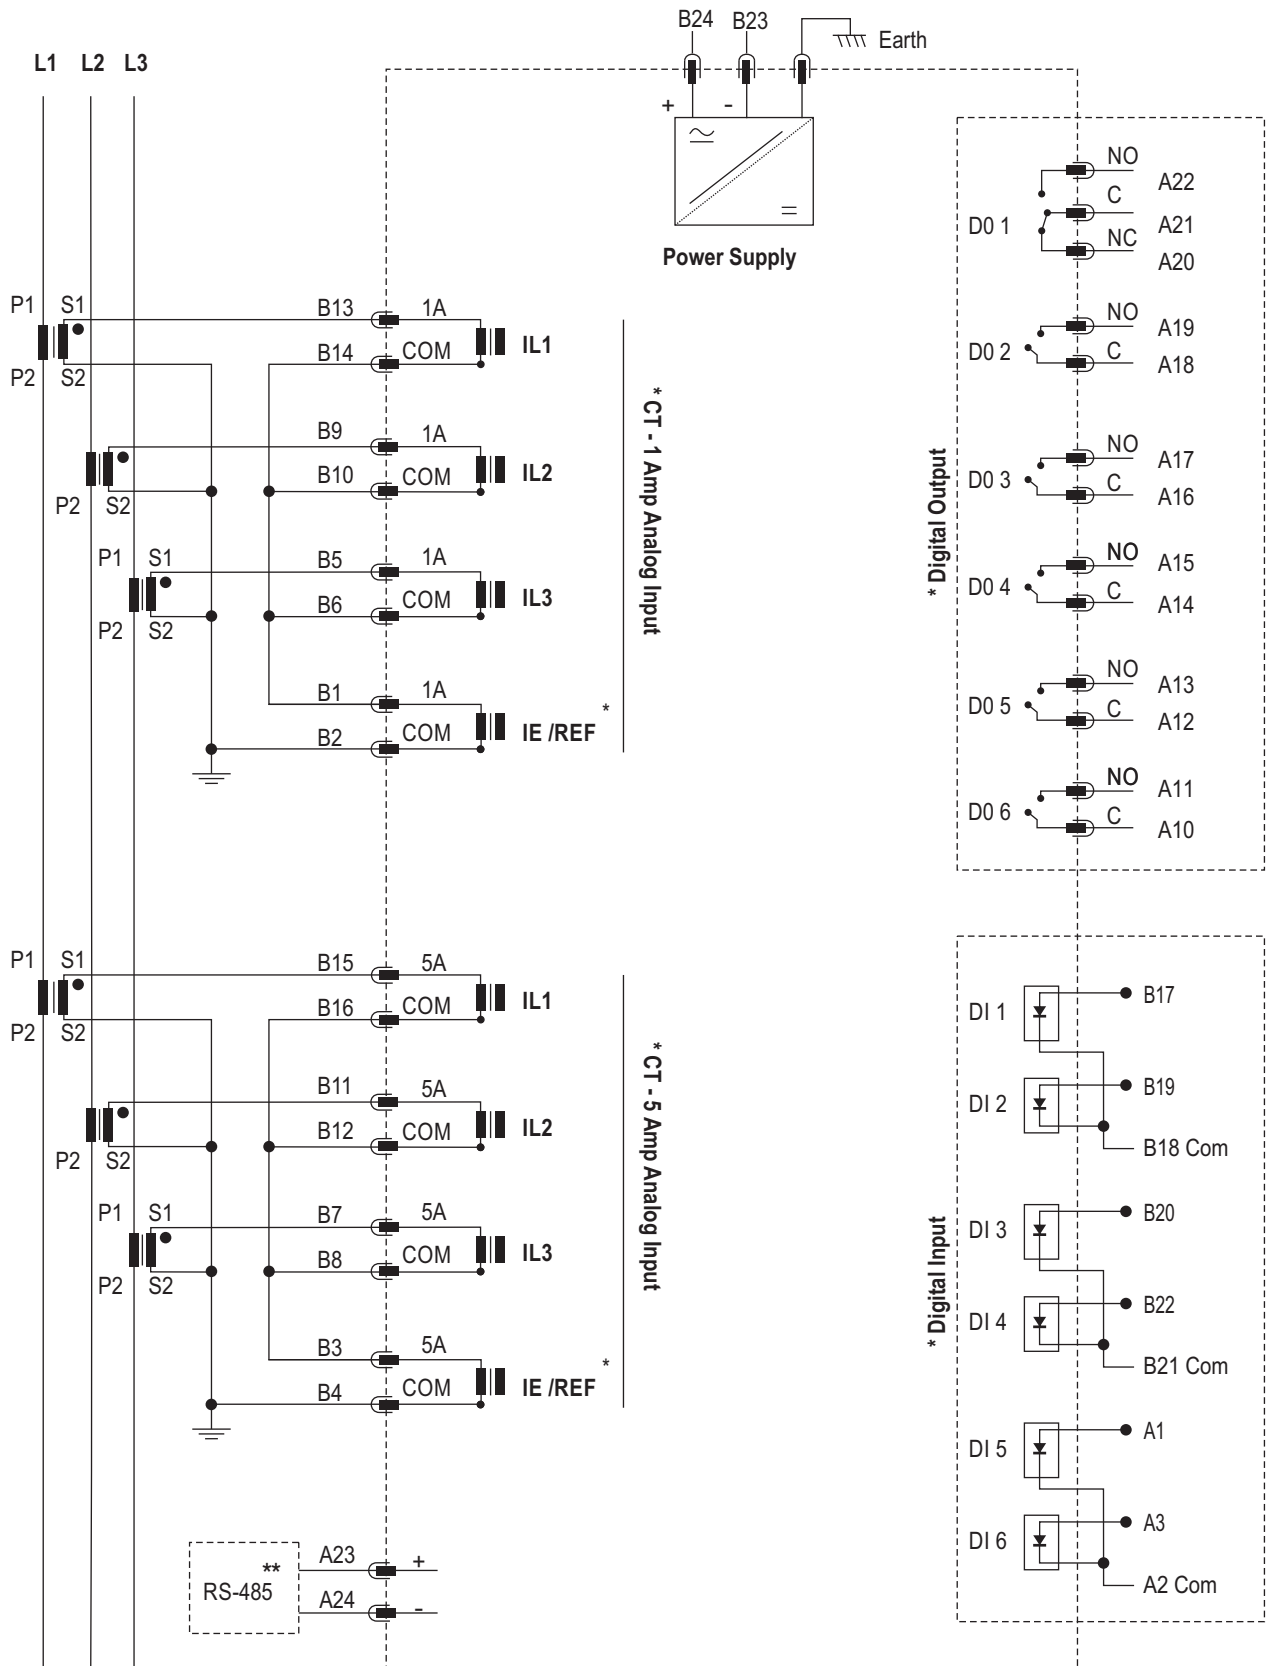 B24 B23
Earth
L1 L2 L3
+ -
Power Supply
P1 S1
P2 S2
B13 1A
B14 COM
IL1
B9 1A
B10 COM
IL2
P2 S2
P1 S1
B5 1A
B6 COM
IL3
P2 S2
B1 1A
B2 COM
IE /REF *
* CT - 1 Amp Analog Input
P1 S1
P2 S2
B15 5A
B16 COM
IL1
B11 5A
B12 COM
IL2
P2 S2
P1 S1
B7 5A
B8 COM
IL3
P2 S2
B3 5A
B4 COM
IE /REF *
* CT - 5 Amp Analog Input
**
RS-485
A23 +
A24 -
* Digital Output
D0 1
NO A22
C A21
NC A20
D0 2
NO A19
C A18
D0 3
NO A17
C A16
D0 4
NO A15
C A14
D0 5
NO A13
C A12
D0 6
NO A11
C A10
* Digital Input
DI 1
B17
DI 2
B19
B18 Com
DI 3
B20
DI 4
B22
B21 Com
DI 5
A1
DI 6
A3
A2 Com